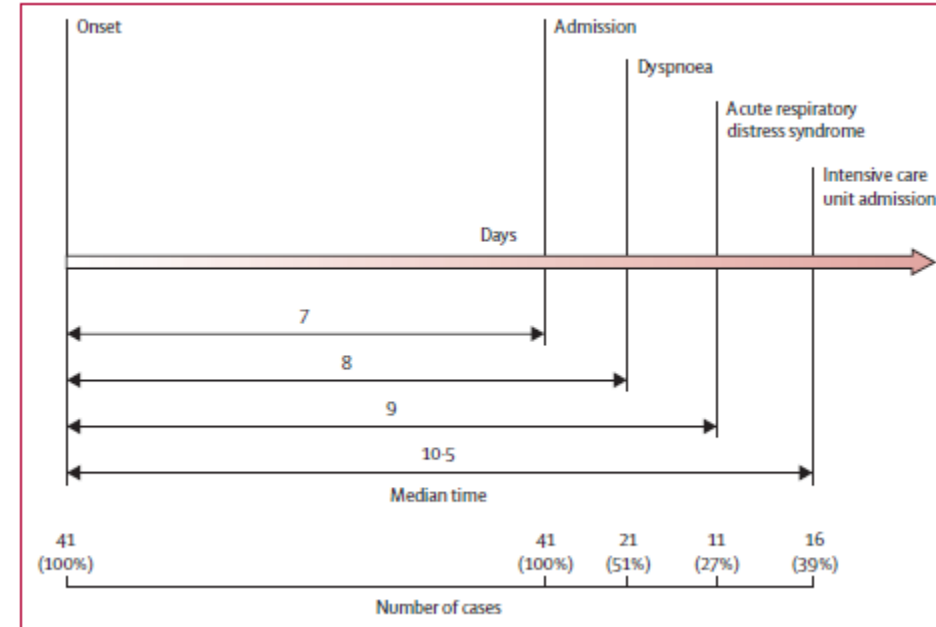 Onset
Admission
Dyspnoea
Acute respiratory
distress syndrome
Intensive care
unit admission
Days
7
8
9
10·5
Median time
41 41 21 11 16
(100%) (100%) (51%) (27%) (39%)
Number of cases